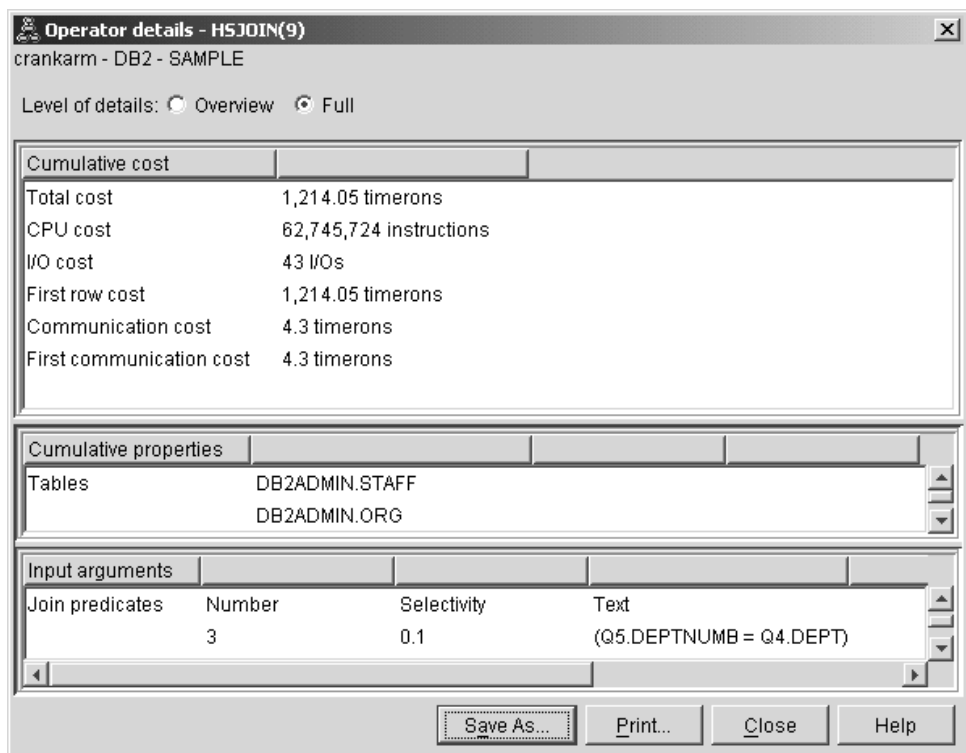 Operator details - HSJOIN(9)
crankarm - DB2 - SAMPLE
Level of details: Overview Full
Cumulative cost
Total cost 1,214.05 timerons
CPU cost 62,745,724 instructions
I/O cost 43 I/Os
First row cost 1,214.05 timerons
Communication cost 4.3 timerons
First communication cost 4.3 timerons
Cumulative properties
Tables DB2ADMIN.STAFF
DB2ADMIN.ORG
Input arguments
Join predicates Number Selectivity Text
3 0.1 (Q5.DEPTNUMB = Q4.DEPT)
Save As... Print... Close Help